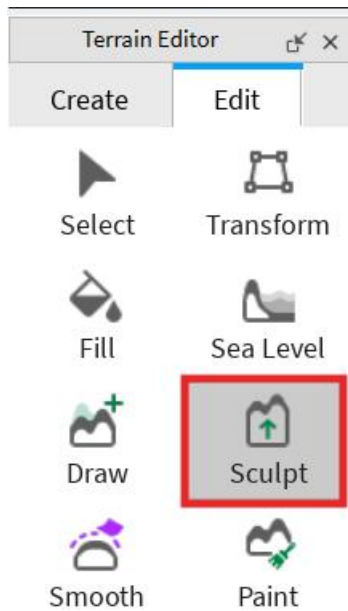 Terrain Editor
Create Edit
Select Transform
Fill Sea Level
Draw Sculpt
Smooth Paint